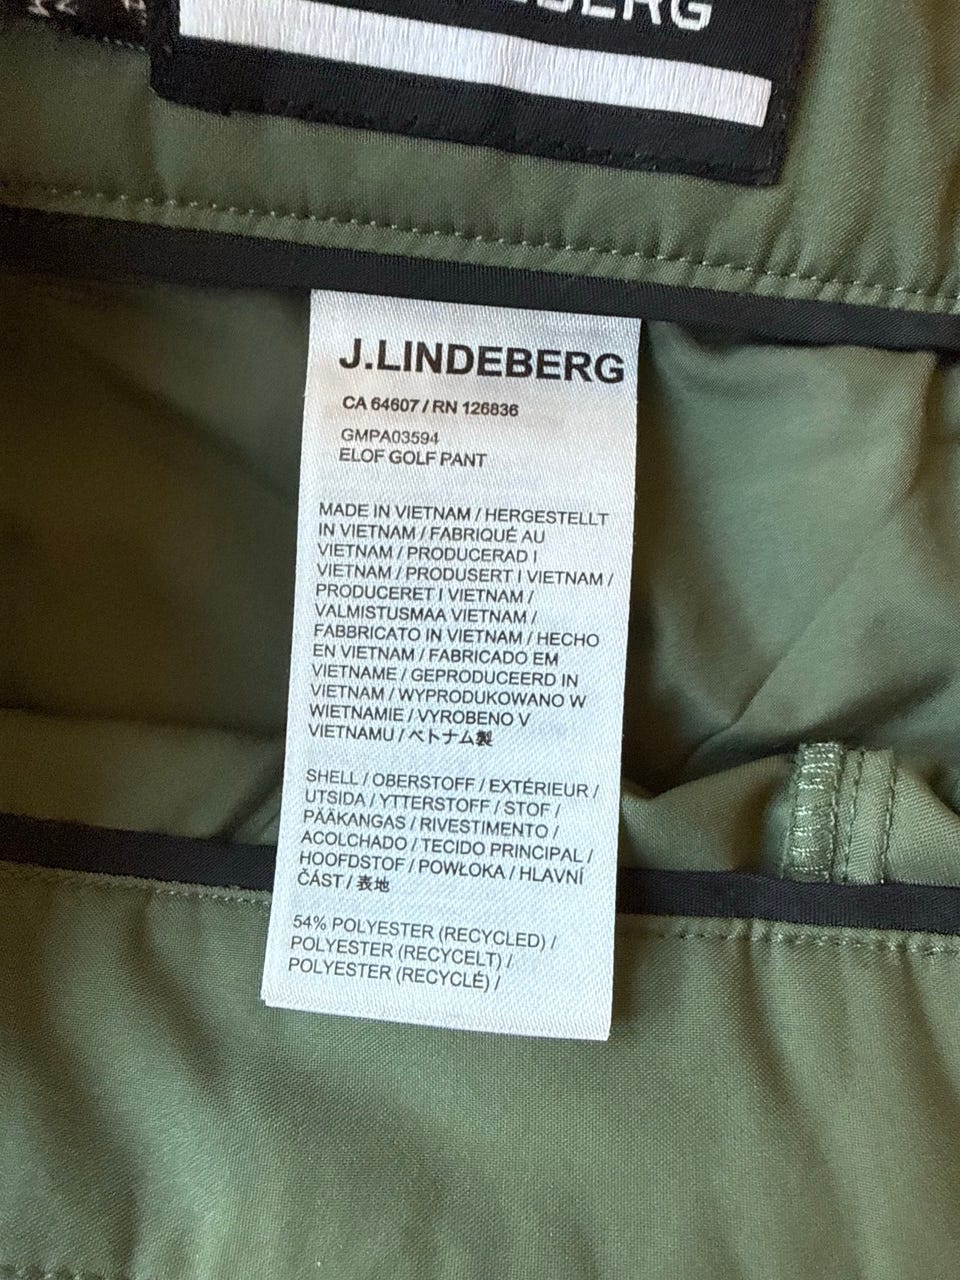 J.LINDEBERG
CA 64607 / RN 126836
GMPA03594
ELOF GOLF PANT
MADE IN VIETNAM / HERGESTELLT
IN VIETNAM / FABRIQUÉ AU
VIETNAM / PRODUCERAD I
VIETNAM / PRODUSERT I VIETNAM /
PRODUCERET I VIETNAM /
VALMISTUSMAA VIETNAM /
FABBRICATO IN VIETNAM / HECHO
EN VIETNAM / FABRICADO EM
VIETNAME / GEPRODUCEERD IN
VIETNAM / WYPRODUKOWANO W
WIETNAMIE / VYROBENO V
VIETNAMU / ベトナム製
SHELL / OBERSTOFF / EXTÉRIEUR /
UTSIDA / YTTERSTOFF / STOF /
PÄÄKANGAS / RIVESTIMENTO /
ACOLCHADO / TECIDO PRINCIPAL /
HOOFDSTOF / POWŁOKA / HLAVNÍ
ČÁST / 表地
54% POLYESTER (RECYCLED) /
POLYESTER (RECYCELT) /
POLYESTER (RECYCLÉ) /